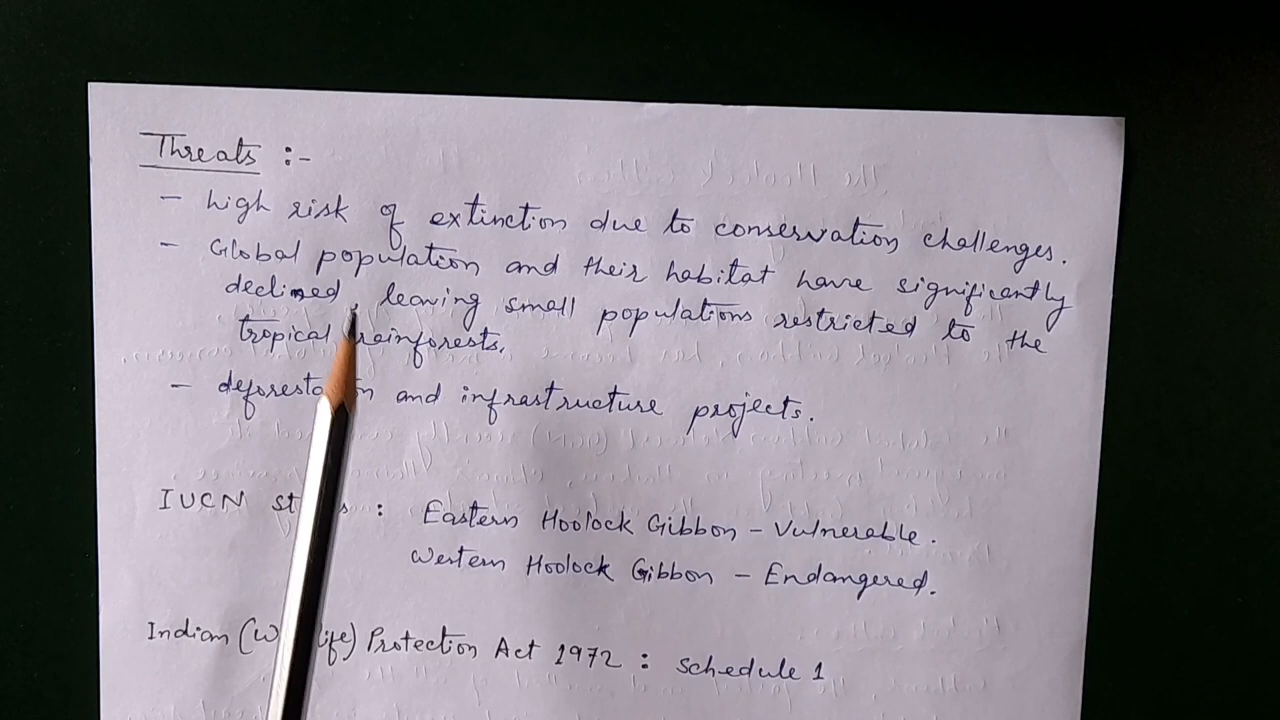 Threats :-
- high risk of extinction due to conservation challenges.
- Global population and their habitat have significantly
declined, leaving small populations restricted to the
tropical rainforests.
- and infrastructure projects.
IUCN : Eastern Hoolock Gibbon - Vulnerable.
Western Hoolock Gibbon - Endangered.
Indian Protection Act 1972 : schedule 1